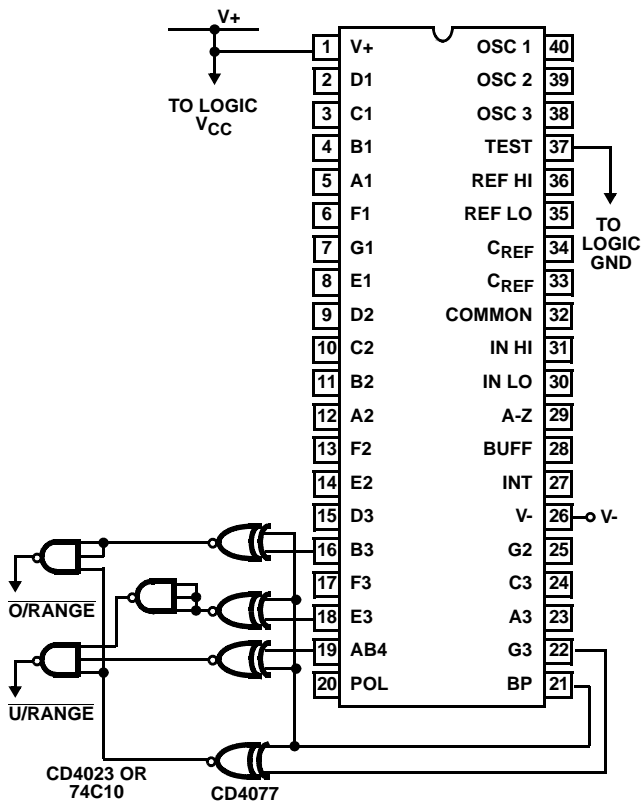 V+
TO LOGIC
VCC
1 V+ OSC 1 40
2 D1 OSC 2 39
3 C1 OSC 3 38
4 B1 TEST 37
5 A1 REF HI 36
6 F1 REF LO 35
7 G1 CREF 34
8 E1 CREF 33
9 D2 COMMON 32
10 C2 IN HI 31
11 B2 IN LO 30
12 A2 A-Z 29
13 F2 BUFF 28
14 E2 INT 27
15 D3 V- 26 V-
16 B3 G2 25
17 F3 C3 24
18 E3 A3 23
19 AB4 G3 22
20 POL BP 21
TO
LOGIC
GND
O/RANGE
U/RANGE
CD4023 OR
74C10
CD4077